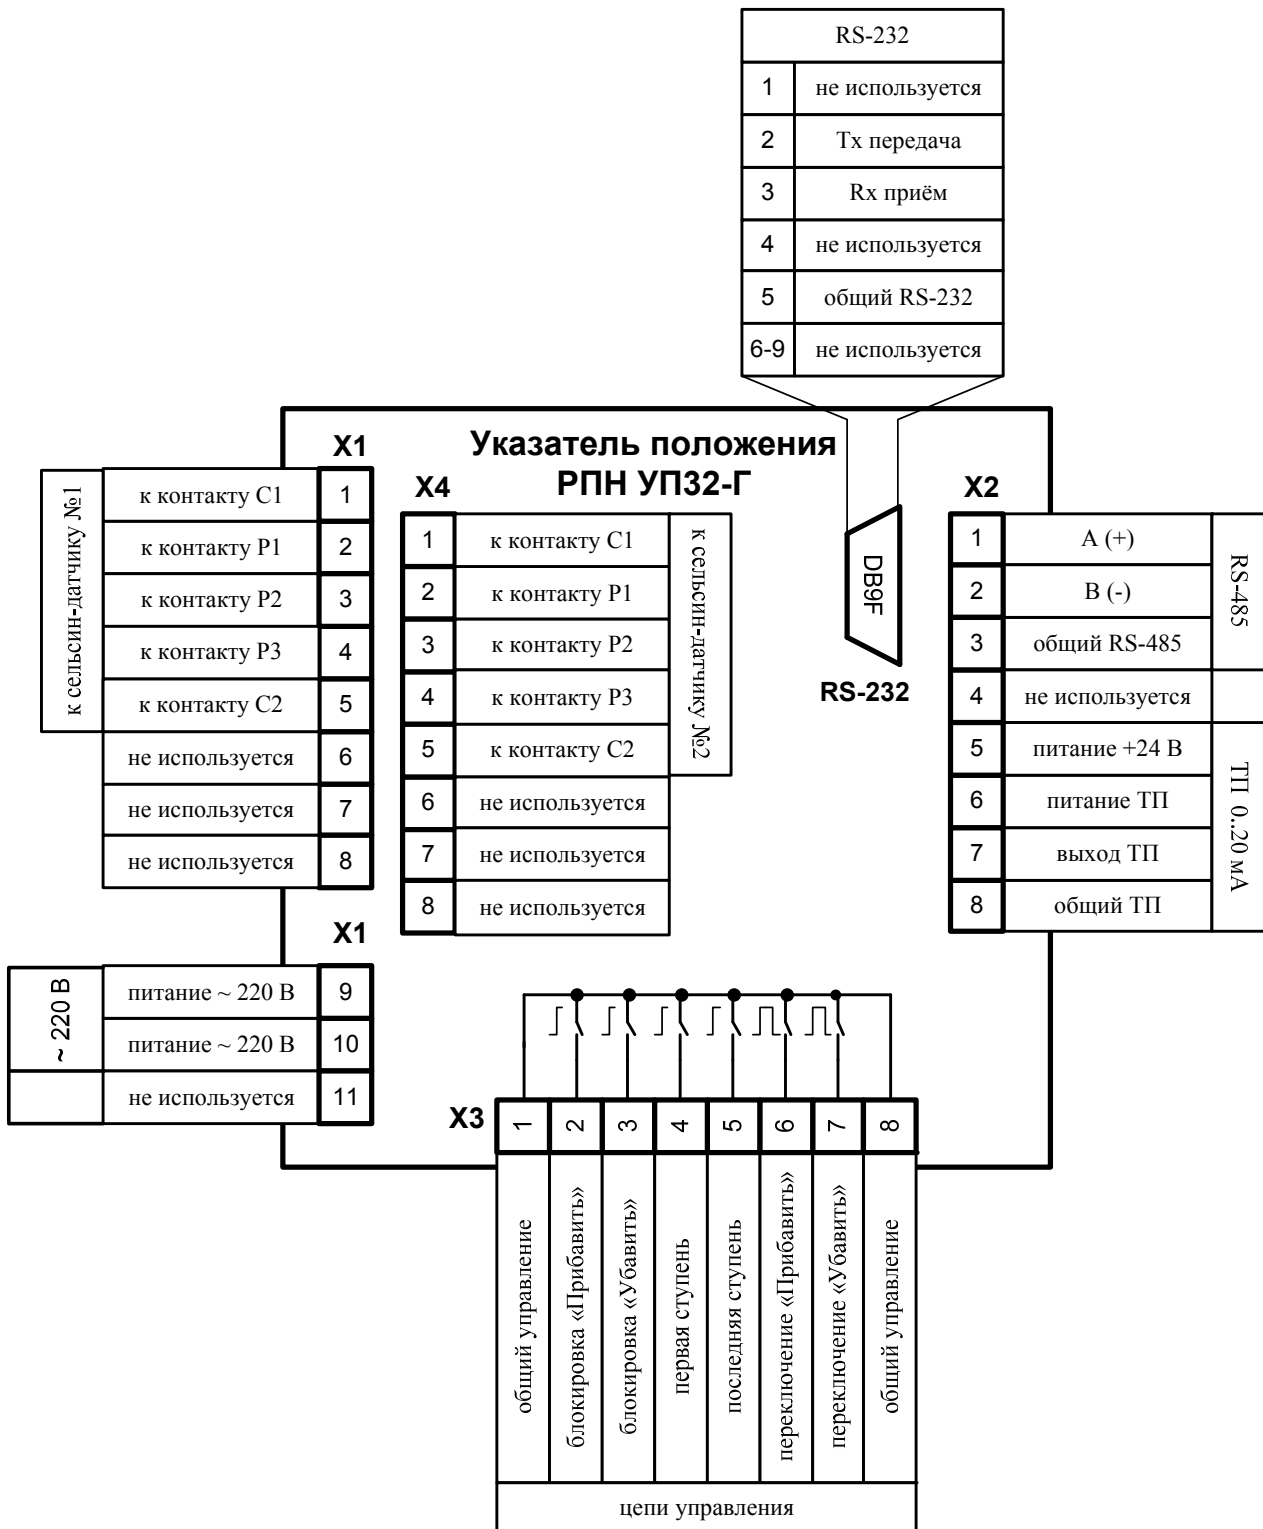 RS-232
1 не используется
2 Tx передача
3 Rx приём
4 не используется
5 общий RS-232
6-9 не используется
Указатель положения
РПН УП32-Г
X1
к сельсин-датчику №1
к контакту С1 1
к контакту Р1 2
к контакту Р2 3
к контакту Р3 4
к контакту С2 5
не используется 6
не используется 7
не используется 8
X4
1 к контакту С1
2 к контакту Р1
3 к контакту Р2
4 к контакту Р3
5 к контакту С2
6 не используется
7 не используется
8 не используется
к сельсин-датчику №2
DB9F
RS-232
X2
1 A (+)
2 B (-)
3 общий RS-485
4 не используется
5 питание +24 В
6 питание ТП
7 выход ТП
8 общий ТП
RS-485
ТП 0..20 мА
X1
~ 220 В
питание ~ 220 В 9
питание ~ 220 В 10
не используется 11
X3
1 общий управление
2 блокировка «Прибавить»
3 блокировка «Убавить»
4 первая ступень
5 последняя ступень
6 переключение «Прибавить»
7 переключение «Убавить»
8 общий управление
цепи управления